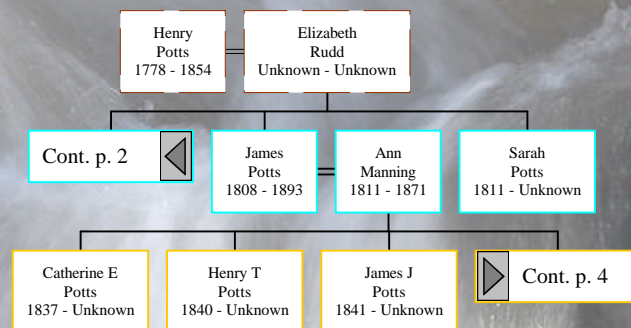 Henry
Potts
1778 - 1854
Elizabeth
Rudd
Unknown - Unknown
Cont. p. 2
James
Potts
1808 - 1893
Ann
Manning
1811 - 1871
Sarah
Potts
1811 - Unknown
Catherine E
Potts
1837 - Unknown
Henry T
Potts
1840 - Unknown
James J
Potts
1841 - Unknown
Cont. p. 4